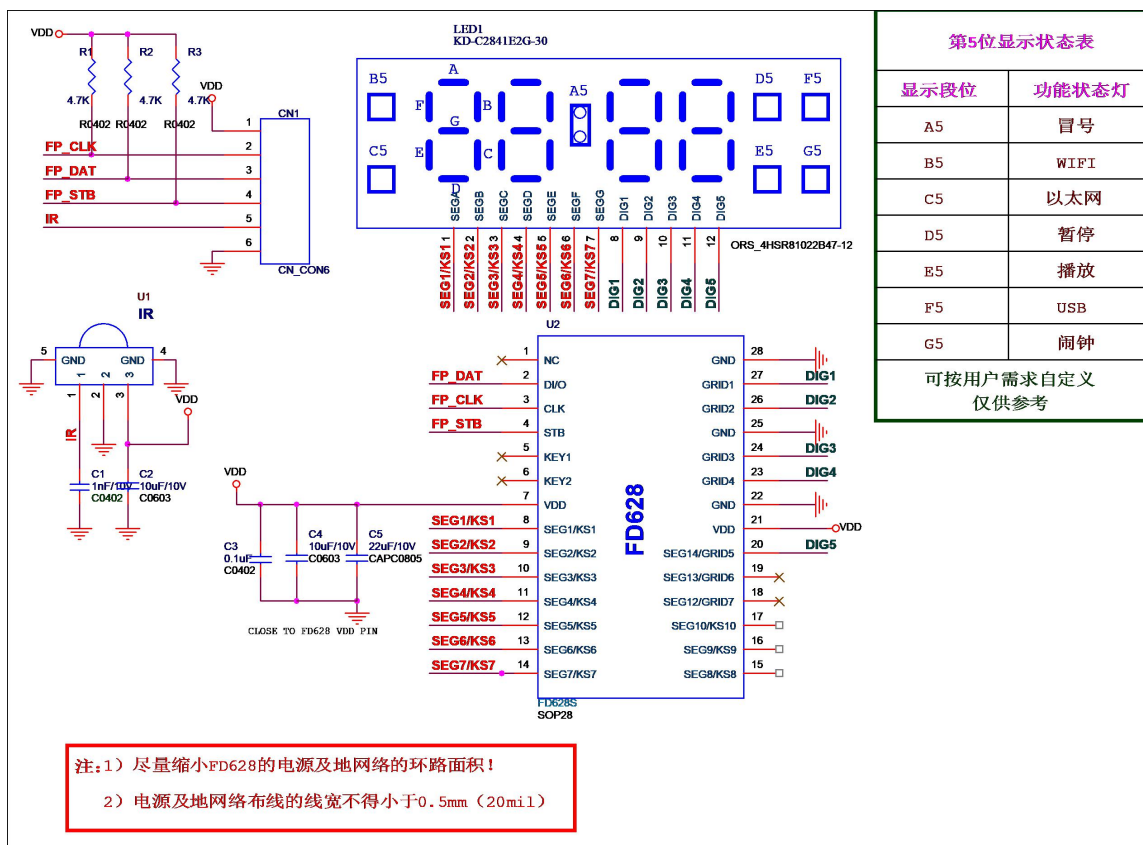 VDD
R1
R2
R3
4.7K
4.7K
4.7K
R0402
R0402
R0402
VDD
CN1
1
2
3
4
5
6
FP_CLK
FP_DAT
FP_STB
IR
CN_CON6
LED1
KD-C2841E2G-30
B5
A
F
B
G
E
C
D
C5
A5
D5
F5
E5
G5
SEGA
SEGB
SEGC
SEGD
SEGE
SEGF
SEGG
DIG1
DIG2
DIG3
DIG4
DIG5
1
2
3
4
5
6
7
8
9
10
11
12
ORS_4HSR81022B47-12
SEG1/KS1
SEG2/KS2
SEG3/KS3
SEG4/KS4
SEG5/KS5
SEG6/KS6
SEG7/KS7
DIG1
DIG2
DIG3
DIG4
DIG5
第5位显示状态表
显示段位 功能状态灯
A5 冒号
B5 WIFI
C5 以太网
D5 暂停
E5 播放
F5 USB
G5 闹钟
可按用户需求自定义
仅供参考
U1
IR
5
GND
GND
4
1
2
3
1
2
3
VDD
IR
C1
1nF/10V
C0402
C2
10uF/10V
C0603
VDD
C3
0.1uF
C0402
C4
10uF/10V
C0603
C5
22uF/10V
CAPC0805
CLOSE TO FD628 VDD PIN
U2
1 NC
FP_DAT 2 DI/O
FP_CLK 3 CLK
FP_STB 4 STB
5 KEY1
6 KEY2
7 VDD
SEG1/KS1 8 SEG1/KS1
SEG2/KS2 9 SEG2/KS2
SEG3/KS3 10 SEG3/KS3
SEG4/KS4 11 SEG4/KS4
SEG5/KS5 12 SEG5/KS5
SEG6/KS6 13 SEG6/KS6
SEG7/KS7 14 SEG7/KS7
FD628
GND 28
GRID1 27 DIG1
GRID2 26 DIG2
GND 25
GRID3 24 DIG3
GRID4 23 DIG4
GND 22
VDD 21 VDD
SEG14/GRID5 20 DIG5
SEG13/GRID6 19
SEG12/GRID7 18
SEG10/KS10 17
SEG9/KS9 16
SEG8/KS8 15
FD628S
SOP28
注:1）尽量缩小FD628的电源及地网络的环路面积！
2）电源及地网络布线的线宽不得小于0.5mm（20mil）